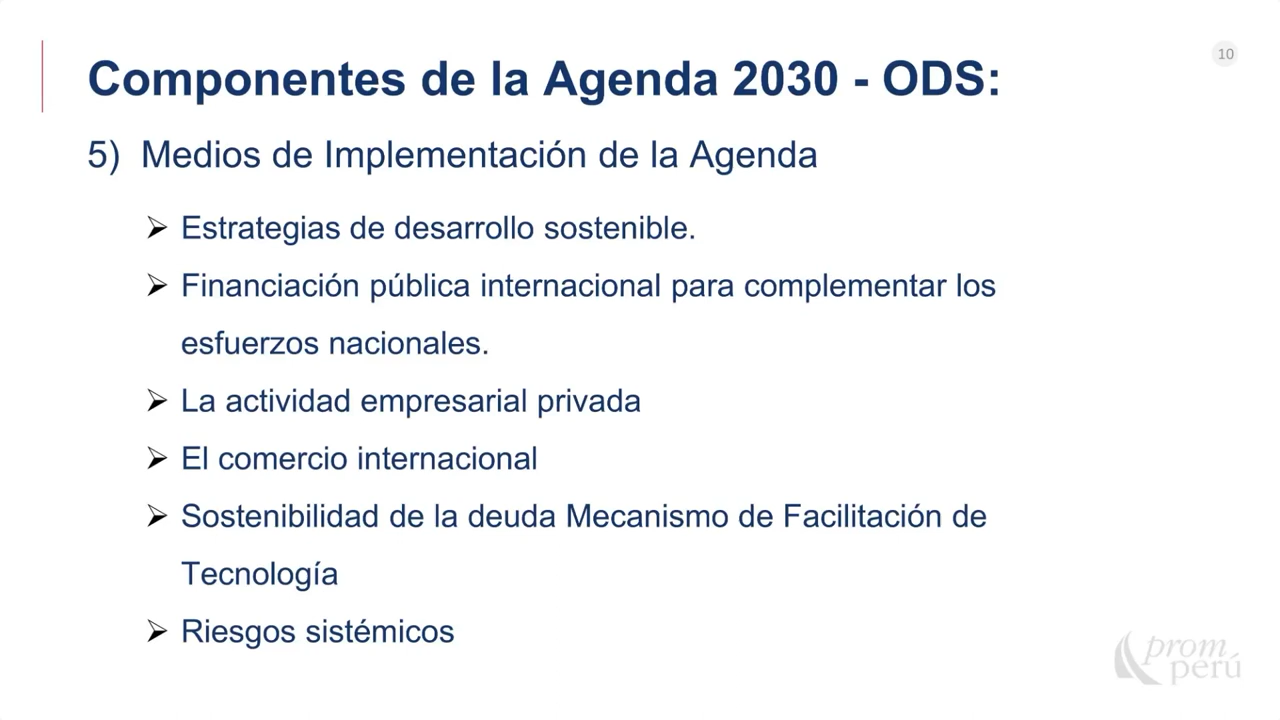 10
Componentes de la Agenda 2030 - ODS:
5) Medios de Implementación de la Agenda
Estrategias de desarrollo sostenible.
Financiación pública internacional para complementar los
esfuerzos nacionales.
La actividad empresarial privada
El comercio internacional
Sostenibilidad de la deuda Mecanismo de Facilitación de
Tecnología
Riesgos sistémicos
prom
perú